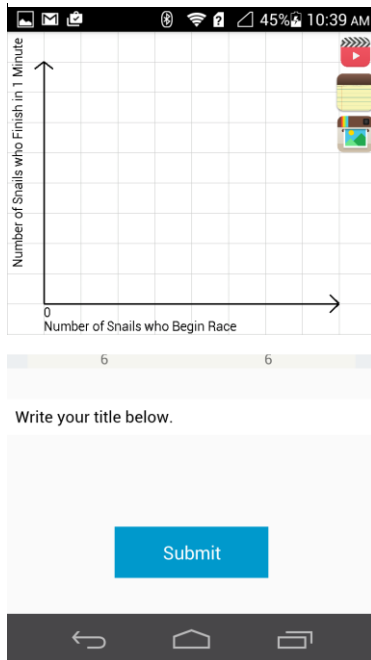 45% 10:39 AM
Number of Snails who Finish in 1 Minute
0
Number of Snails who Begin Race
6 6
Write your title below.
Submit